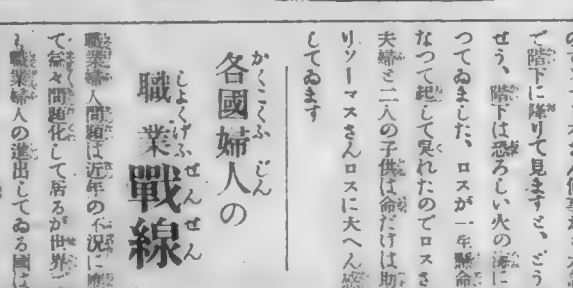 で階下に降りて見ますと、どう
せう、階下は恐ろしい火の海に
つてゐました、ロスが一生懸命
なつて起して呉れたのでロスさ
夫婦と二人の子供は命だけは助
りソーマスさんロスに大へん感
してゐます
各國婦人の
職業戰線
職業婦人問題は近年の不況に
て益々問題化して居るが世界
も職業婦人の進出してゐる國は